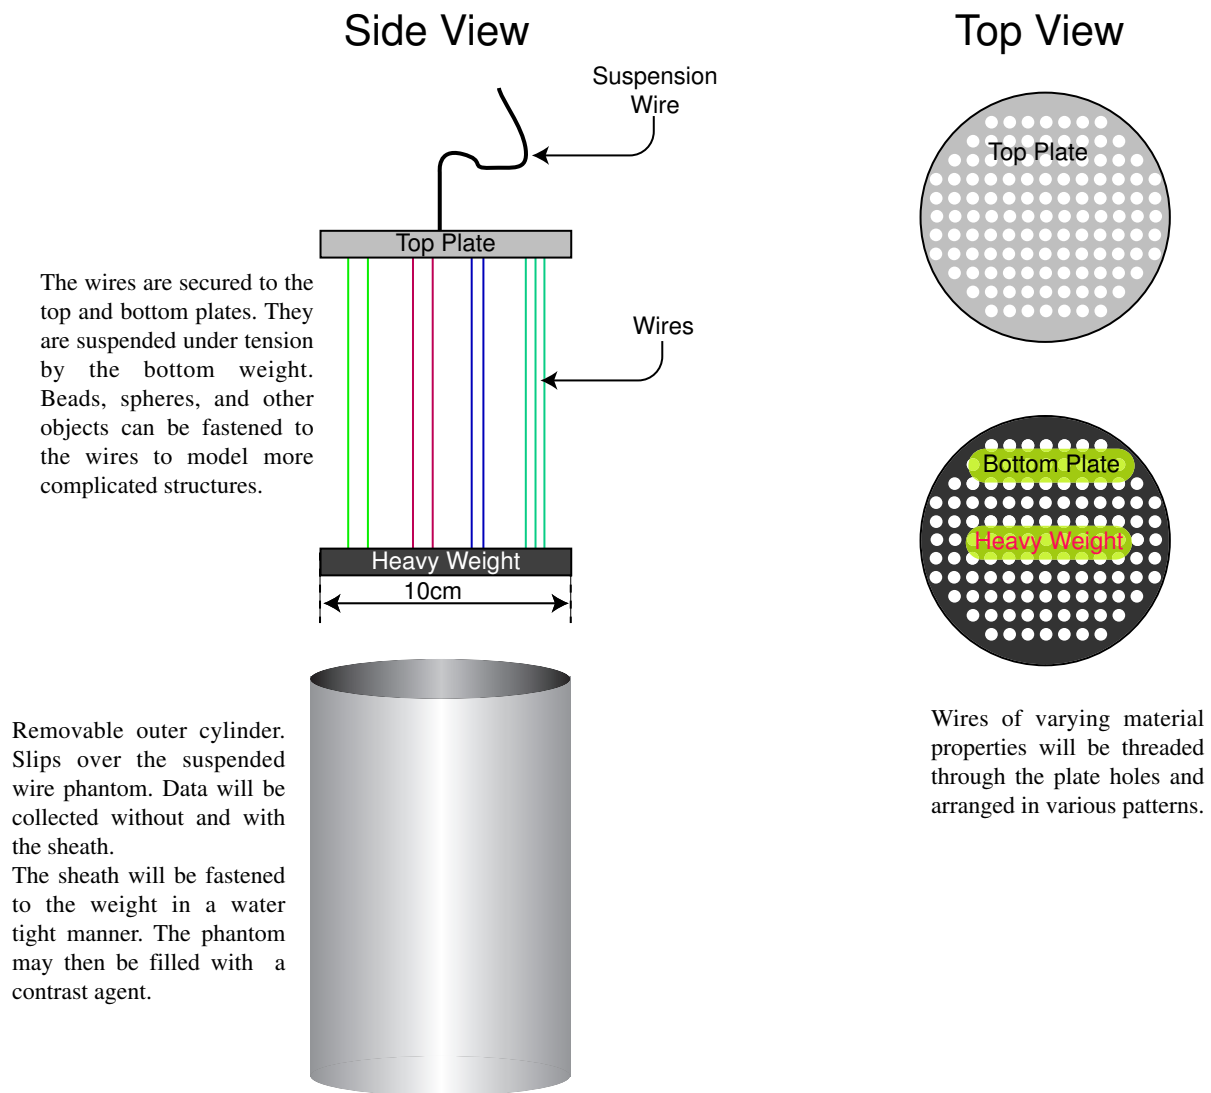 Side View
Top View
Suspension
Wire
Top Plate
Top Plate
The wires are secured to the
top and bottom plates. They
are suspended under tension
by the bottom weight.
Beads, spheres, and other
objects can be fastened to
the wires to model more
complicated structures.
Wires
Bottom Plate
Heavy Weight
Heavy Weight
10cm
Removable outer cylinder.
Slips over the suspended
wire phantom. Data will be
collected without and with
the sheath.
The sheath will be fastened
to the weight in a water
tight manner. The phantom
may then be filled with a
contrast agent.
Wires of varying material
properties will be threaded
through the plate holes and
arranged in various patterns.